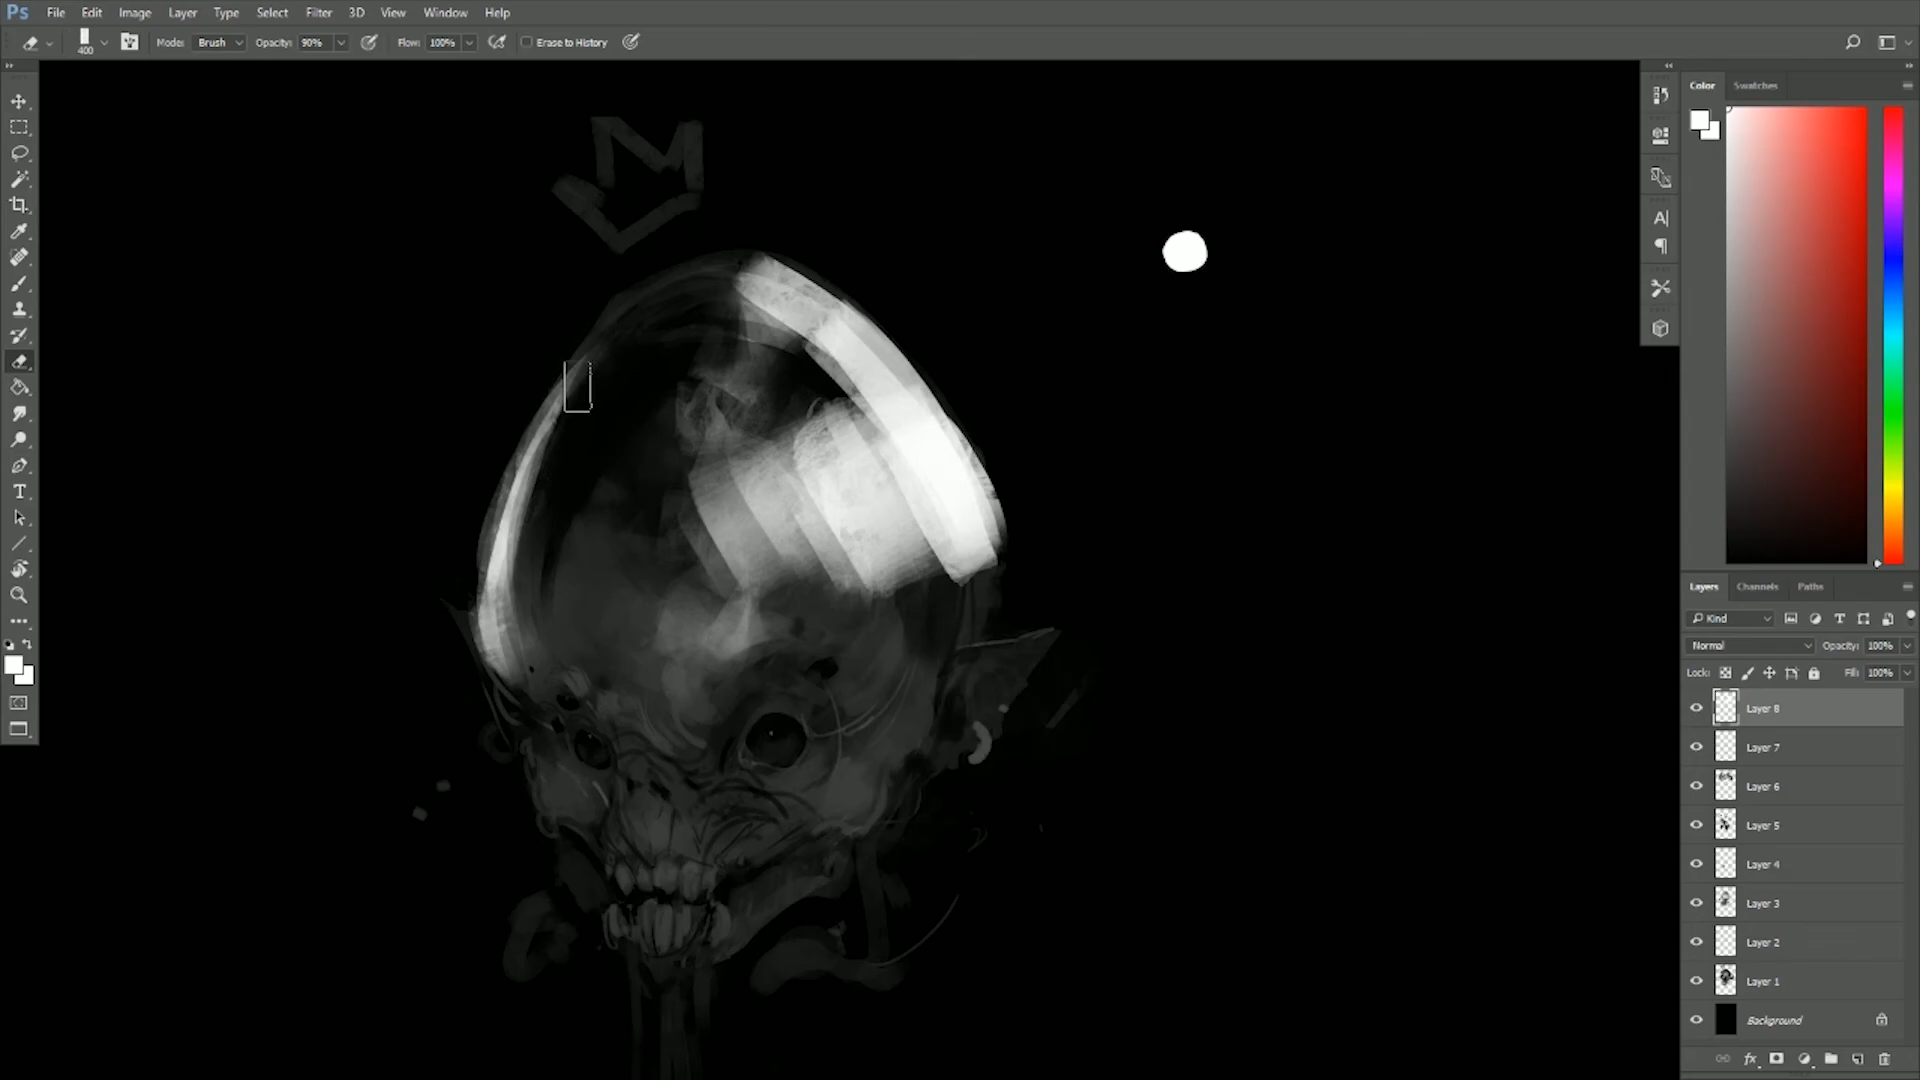 Ps File Edit Image Layer Type Select Filter 3D View Window Help
400 Mode: Brush Opacity: 90% Flow: 100% Erase to History
Color Swatches
Layers Channels Paths
Kind
Normal Opacity: 100%
Lock: Fill: 100%
Layer 8
Layer 7
Layer 6
Layer 5
Layer 4
Layer 3
Layer 2
Layer 1
Background
fx